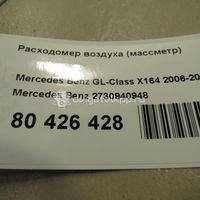 Расходомер воздуха (массметр)
Mercedes Benz GL-Class X164 2006-20
Mercedes Benz 2730940948
80 426 428